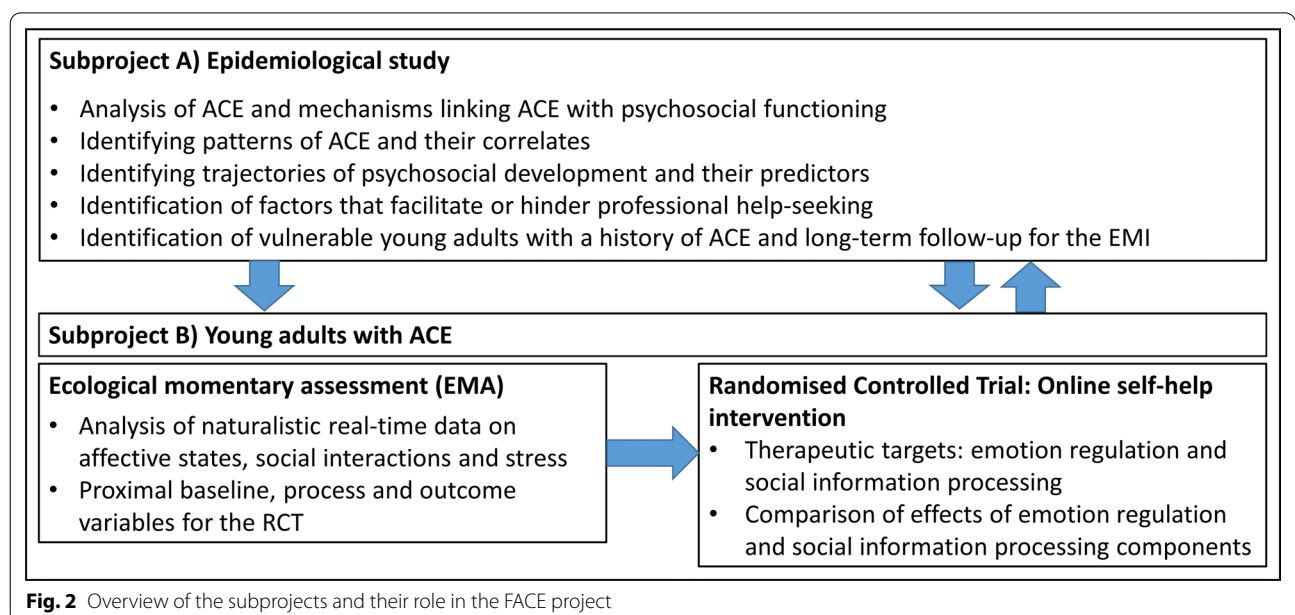 Subproject A) Epidemiological study
• Analysis of ACE and mechanisms linking ACE with psychosocial functioning
• Identifying patterns of ACE and their correlates
• Identifying trajectories of psychosocial development and their predictors
• Identification of factors that facilitate or hinder professional help-seeking
• Identification of vulnerable young adults with a history of ACE and long-term follow-up for the EMI
Subproject B) Young adults with ACE
Ecological momentary assessment (EMA)
• Analysis of naturalistic real-time data on
affective states, social interactions and stress
• Proximal baseline, process and outcome
variables for the RCT
Randomised Controlled Trial: Online self-help
intervention
• Therapeutic targets: emotion regulation and
social information processing
• Comparison of effects of emotion regulation
and social information processing components
Fig. 2 Overview of the subprojects and their role in the FACE project